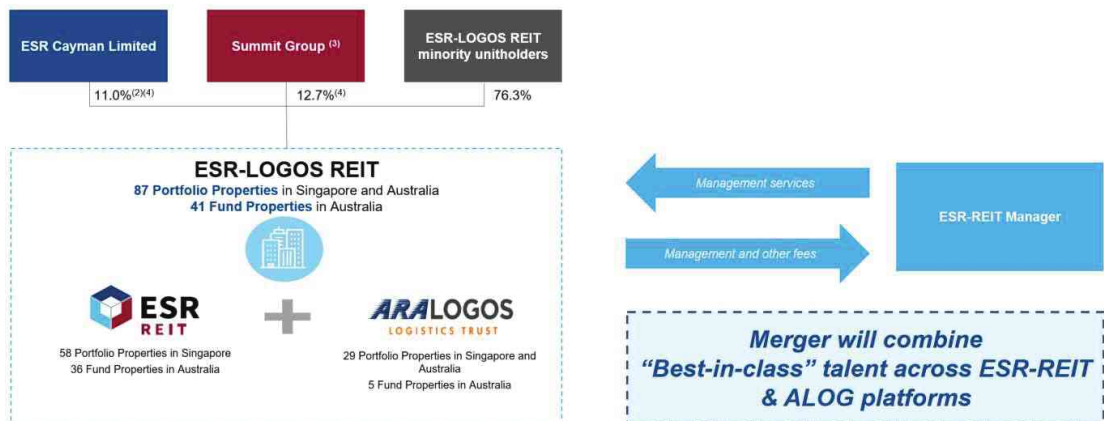 ESR Cayman Limited
Summit Group (3)
ESR-LOGOS REIT
minority unitholders
11.0%(2)(4)
12.7%(4)
76.3%
ESR-LOGOS REIT
87 Portfolio Properties in Singapore and Australia
41 Fund Properties in Australia
ESR
REIT
58 Portfolio Properties in Singapore
36 Fund Properties in Australia
ARALOGOS
LOGISTICS TRUST
29 Portfolio Properties in Singapore and
Australia
5 Fund Properties in Australia
Management services
Management and other fees
ESR-REIT Manager
Merger will combine
“Best-in-class” talent across ESR-REIT
& ALOG platforms